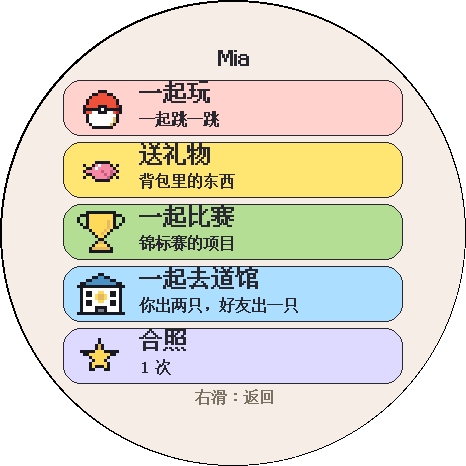 Mia
一起玩
一起跳一跳
送礼物
背包里的东西
一起比赛
锦标赛的项目
一起去道馆
你出两只，好友出一只
合照
1 次
右滑：返回